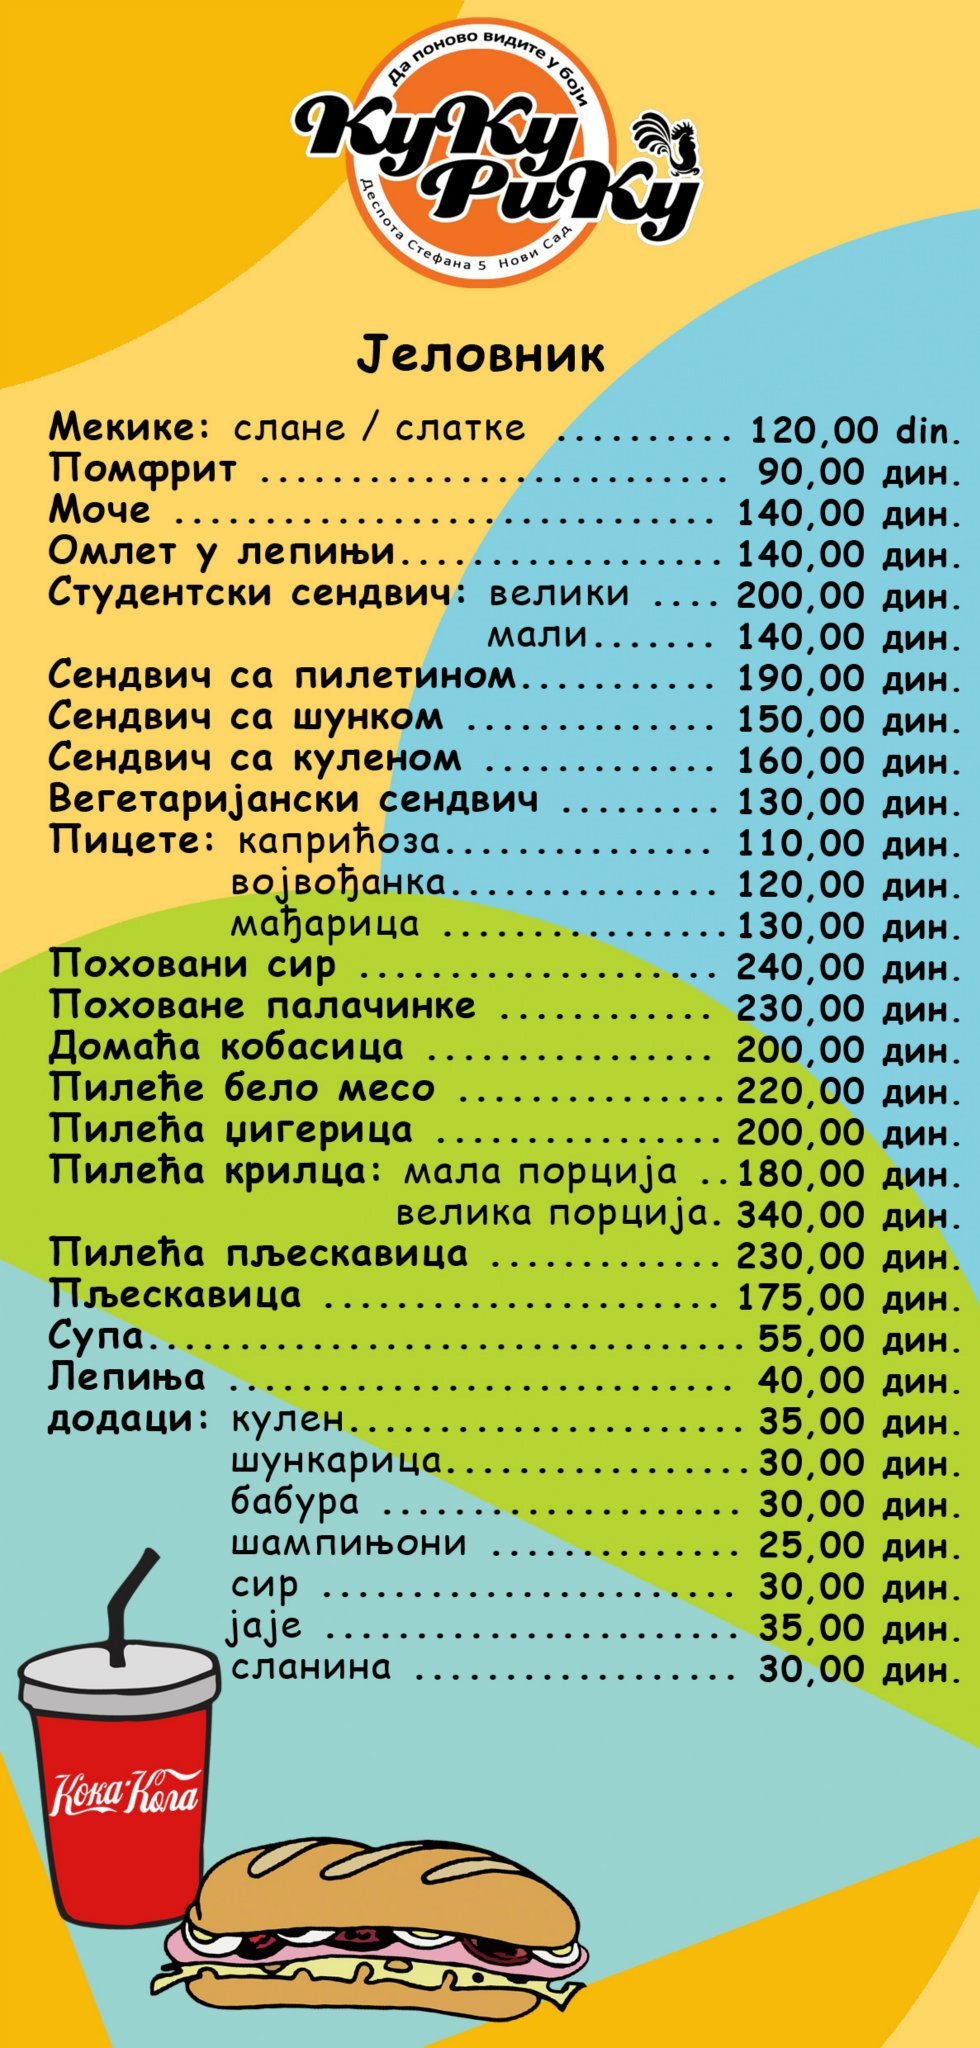 Да поново видите у боји
КуКу
РиКу
Деспота Стефана 5 Нови Сад
Јеловник
Мекике: слане / слатке .......... 120,00 din.
Помфрит .......................... 90,00 дин.
Моче .............................. 140,00 дин.
Омлет у лепињи.................. 140,00 дин.
Студентски сендвич: велики .... 200,00 дин.
мали....... 140,00 дин.
Сендвич са пилетином........... 190,00 дин.
Сендвич са шунком .............. 150,00 дин.
Сендвич са куленом ............. 160,00 дин.
Вегетаријански сендвич ......... 130,00 дин.
Пицете: каприћоза............... 110,00 дин.
војвођанка............... 120,00 дин.
мађарица ................ 130,00 дин.
Поховани сир .................... 240,00 дин.
Поховане палачинке ............ 230,00 дин.
Домаћа кобасица ................ 200,00 дин.
Пилеће бело месо ............... 220,00 дин.
Пилећа џигерица ................ 200,00 дин.
Пилећа крилца: мала порција .. 180,00 дин.
велика порција. 340,00 дин.
Пилећа пљескавица ............. 230,00 дин.
Пљескавица ...................... 175,00 дин.
Супа................................. 55,00 дин.
Лепиња ............................ 40,00 дин.
додаци: кулен...................... 35,00 дин.
шункарица................. 30,00 дин.
бабура .................... 30,00 дин.
шампињони .............. 25,00 дин.
сир ....................... 30,00 дин.
јаје ....................... 35,00 дин.
сланина .................. 30,00 дин.
Кока-Кола